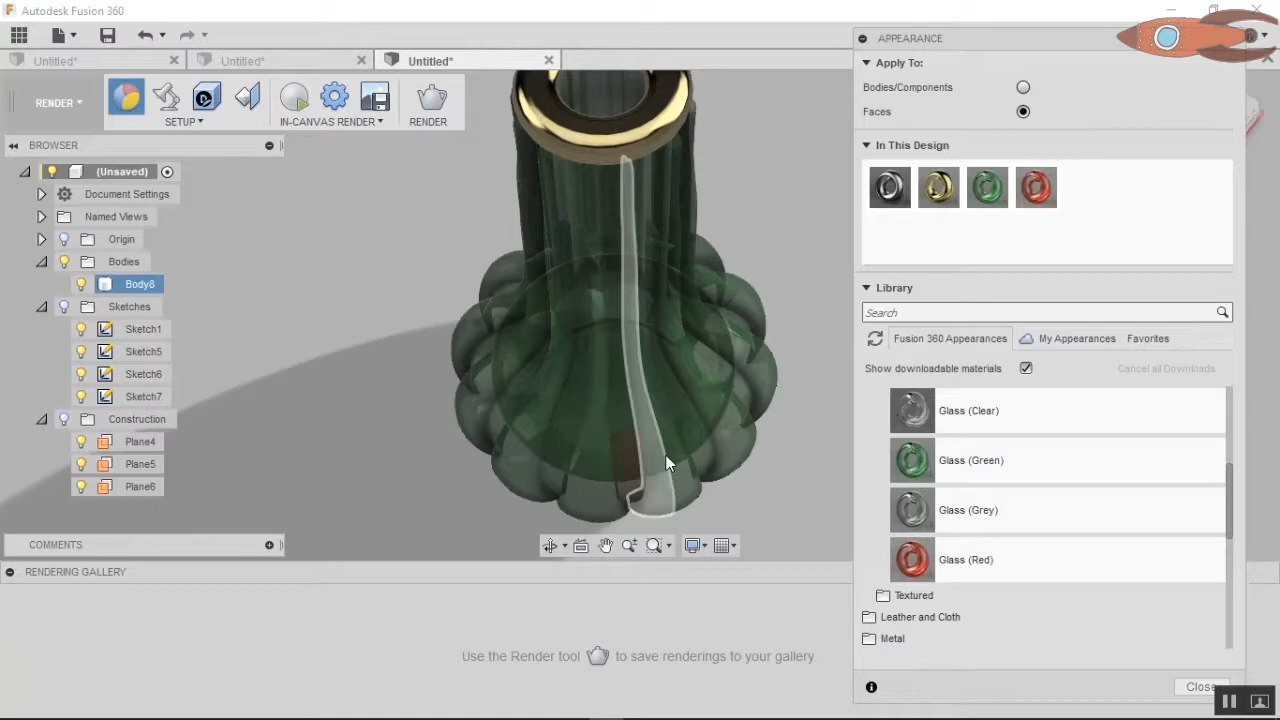 Autodesk Fusion 360
Untitled*
Untitled*
Untitled*
RENDER
SETUP
IN-CANVAS RENDER
RENDER
BROWSER
(Unsaved)
Document Settings
Named Views
Origin
Bodies
Body8
Sketches
Sketch1
Sketch5
Sketch6
Sketch7
Construction
Plane4
Plane5
Plane6
COMMENTS
RENDERING GALLERY
Use the Render tool to save renderings to your gallery
APPEARANCE
Apply To:
Bodies/Components
Faces
In This Design
Library
Search
Fusion 360 Appearances My Appearances Favorites
Show downloadable materials Cancel all Downloads
Glass (Clear)
Glass (Green)
Glass (Grey)
Glass (Red)
Textured
Leather and Cloth
Metal
Close